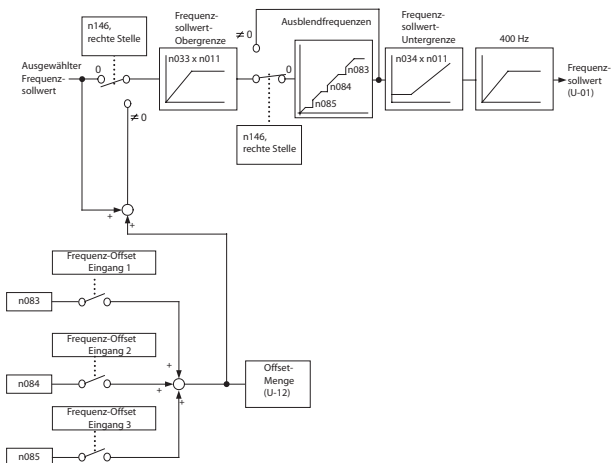 n146,
rechte Stelle
Frequenz-
sollwert-
Obergrenze
≠ 0
Ausblendfrequenzen
Frequenz-
sollwert-
Untergrenze
400 Hz
Ausgewählter
Frequenz-
sollwert
0
n033 x n011
0
n083
n084
n085
n034 x n011
Frequenz-
sollwert
(U-01)
≠ 0
n146,
rechte Stelle
+
+
Frequenz-Offset
Eingang 1
n083
Frequenz-Offset
Eingang 2
n084
+
+
+
Offset-
Menge
(U-12)
Frequenz-Offset
Eingang 3
n085